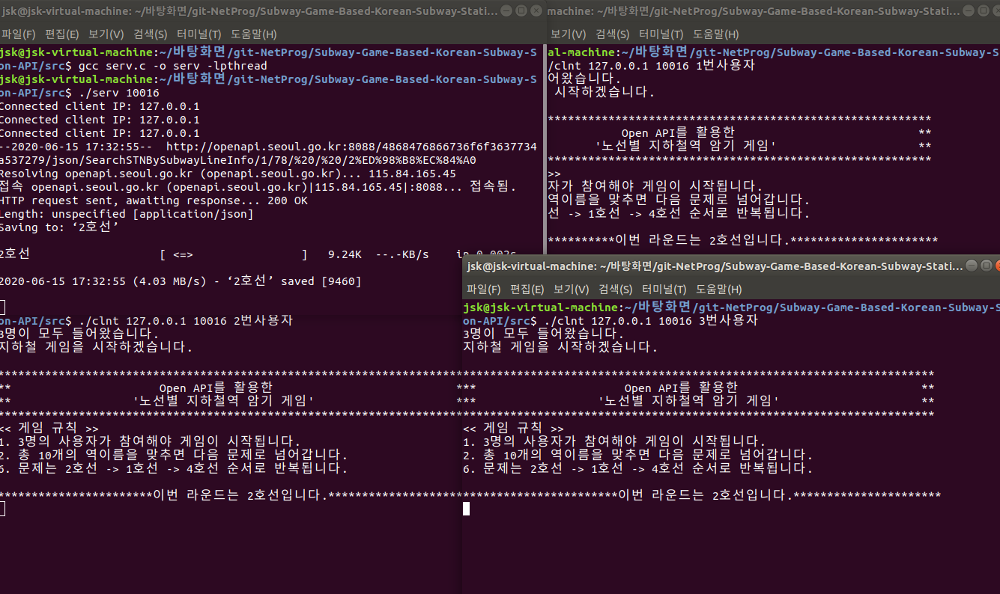 jsk@jsk-virtual-machine: ~/바탕화면/git-NetProg/Subway-Game-Based-Korean-Subway-Stati...
파일(F) 편집(E) 보기(V) 검색(S) 터미널(T) 도움말(H)
jsk@jsk-virtual-machine:~/바탕화면/git-NetProg/Subway-Game-Based-Korean-Subway-S
on-API/src$ gcc serv.c -o serv -lpthread
jsk@jsk-virtual-machine:~/바탕화면/git-NetProg/Subway-Game-Based-Korean-Subway-S
on-API/src$ ./serv 10016
Connected client IP: 127.0.0.1
Connected client IP: 127.0.0.1
Connected client IP: 127.0.0.1
--2020-06-15 17:32:55--  http://openapi.seoul.go.kr:8088/4868476866736f6f3637734
a537279/json/SearchSTNBySubwayLineInfo/1/78/%20/%20/2%ED%98%B8%EC%84%A0
Resolving openapi.seoul.go.kr (openapi.seoul.go.kr)... 115.84.165.45
접속 openapi.seoul.go.kr (openapi.seoul.go.kr)|115.84.165.45|:8088... 접속됨.
HTTP request sent, awaiting response... 200 OK
Length: unspecified [application/json]
Saving to: ‘2호선’
2호선 [ <=> ] 9.24K --.-KB/s in 0.002s
2020-06-15 17:32:55 (4.03 MB/s) - ‘2호선’ saved [9460]
machine: ~/바탕화면/git-NetProg/Subway-Game-Based-Korean-Subway-Stati...
보기(V) 검색(S) 터미널(T) 도움말(H)
al-machine:~/바탕화면/git-NetProg/Subway-Game-Based-Korean-Subway-S
/clnt 127.0.0.1 10016 1번사용자
어왔습니다.
시작하겠습니다.
*********************************************************
Open API를 활용한 **
'노선별 지하철역 암기 게임' **
*********************************************************
>>
자가 참여해야 게임이 시작됩니다.
역이름을 맞추면 다음 문제로 넘어갑니다.
선 -> 1호선 -> 4호선 순서로 반복됩니다.
**********이번 라운드는 2호선입니다.**********************
on-API/src$ ./clnt 127.0.0.1 10016 2번사용자
3명이 모두 들어왔습니다.
지하철 게임을 시작하겠습니다.
*********************************************************************
** Open API를 활용한 **
** '노선별 지하철역 암기 게임' **
*********************************************************************
<< 게임 규칙 >>
1. 3명의 사용자가 참여해야 게임이 시작됩니다.
2. 총 10개의 역이름을 맞추면 다음 문제로 넘어갑니다.
6. 문제는 2호선 -> 1호선 -> 4호선 순서로 반복됩니다.
***********************이번 라운드는 2호선입니다.********************
jsk@jsk-virtual-machine: ~/바탕화면/git-NetProg/Subway-Game-Based-Korean-Subway-Stati...
파일(F) 편집(E) 보기(V) 검색(S) 터미널(T) 도움말(H)
jsk@jsk-virtual-machine:~/바탕화면/git-NetProg/Subway-Game-Based-Korean-Subway-S
on-API/src$ ./clnt 127.0.0.1 10016 3번사용자
3명이 모두 들어왔습니다.
지하철 게임을 시작하겠습니다.
**********************************************************************
** Open API를 활용한 **
** '노선별 지하철역 암기 게임' **
**********************************************************************
<< 게임 규칙 >>
1. 3명의 사용자가 참여해야 게임이 시작됩니다.
2. 총 10개의 역이름을 맞추면 다음 문제로 넘어갑니다.
6. 문제는 2호선 -> 1호선 -> 4호선 순서로 반복됩니다.
***********************이번 라운드는 2호선입니다.**********************